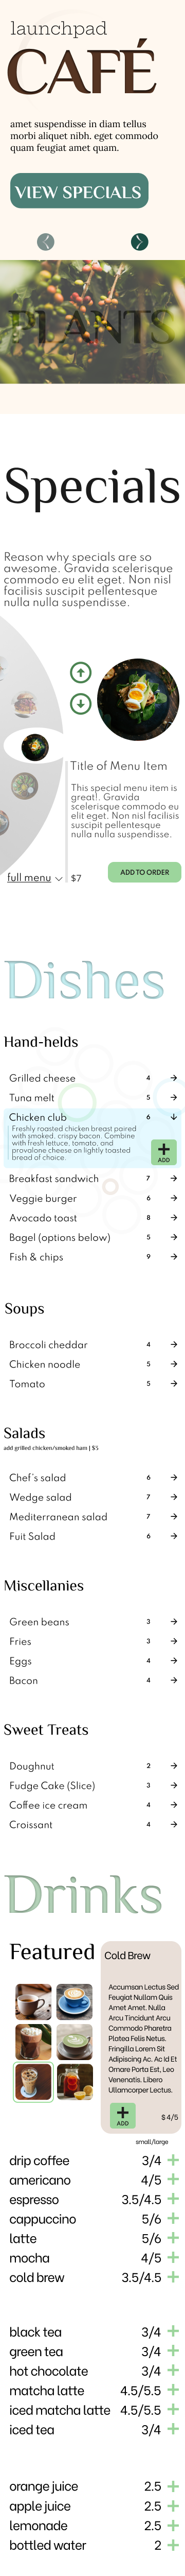 launchpad
CAFÉ
amet suspendisse in diam tellus
morbi aliquet nibh. eget commodo
quam feugiat amet quam.
VIEW SPECIALS
PLANTS
Specials
Reason why specials are so
awesome. Gravida scelerisque
commodo eu elit eget. Non nisl
facilisis suscipit pellentesque
nulla nulla suspendisse.
Title of Menu Item
This special menu item is
great!. Gravida
scelerisque commodo eu
elit eget. Non nisl facilisis
suscipit pellentesque
nulla nulla suspendisse.
full menu $7 ADD TO ORDER
Dishes
Hand-helds
Grilled cheese 4
Tuna melt 5
Chicken club 6
Freshly roasted chicken breast paired
with smoked, crispy bacon. Combine
with fresh lettuce, tomato, and
provalone cheese on lightly toasted
bread of choice.
ADD
Breakfast sandwich 7
Veggie burger 6
Avocado toast 8
Bagel (options below) 5
Fish & chips 9
Soups
Broccoli cheddar 4
Chicken noodle 5
Tomato 5
Salads
add grilled chicken/smoked ham | $5
Chef's salad 6
Wedge salad 7
Mediterranean salad 7
Fuit Salad 6
Miscellanies
Green beans 3
Fries 3
Eggs 4
Bacon 4
Sweet Treats
Doughnut 2
Fudge Cake (Slice) 3
Coffee ice cream 4
Croissant 4
Drinks
Featured
Cold Brew
Accumsan Lectus Sed
Feugiat Nullam Quis
Amet Amet. Nulla
Arcu Tincidunt Arcu
Commodo Pharetra
Platea Felis Netus.
Fringilla Lorem Sit
Adipiscing Ac. Ac Id Et
Ornare Porta Est, Leo
Venenatis. Libero
Ullamcorper Lectus.
ADD
$4/5
small/large
drip coffee 3/4
americano 4/5
espresso 3.5/4.5
cappuccino 5/6
latte 5/6
mocha 4/5
cold brew 3.5/4.5
black tea 3/4
green tea 3/4
hot chocolate 3/4
matcha latte 4.5/5.5
iced matcha latte 4.5/5.5
iced tea 3/4
orange juice 2.5
apple juice 2.5
lemonade 2.5
bottled water 2